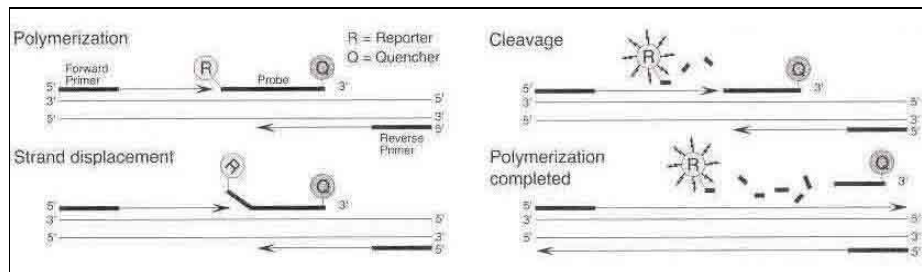 Polymerization
R = Reporter
Q = Quencher
Forward
Primer
R
Probe
Q
5'
3'
3'
5'
3'
5'
5'
Reverse
Primer
Strand displacement
R
Q
5'
3'
3'
5'
5'
3'
5'
Cleavage
R
Q
5'
3'
3'
5'
5'
3'
5'
Polymerization
completed
R
Q
5'
3'
3'
5'
5'
3'
5'